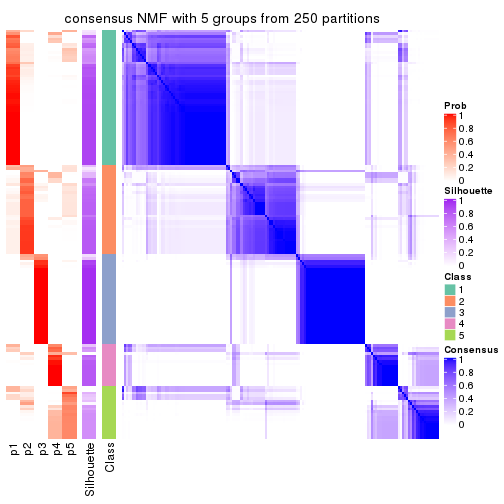 consensus NMF with 5 groups from 250 partitions
Prob
1
0.8
0.6
0.4
0.2
0
Silhouette
1
0.8
0.6
0.4
0.2
0
Class
1
2
3
4
5
Consensus
1
0.8
0.6
0.4
0.2
0
p1
p2
p3
p4
p5
Silhouette
Class